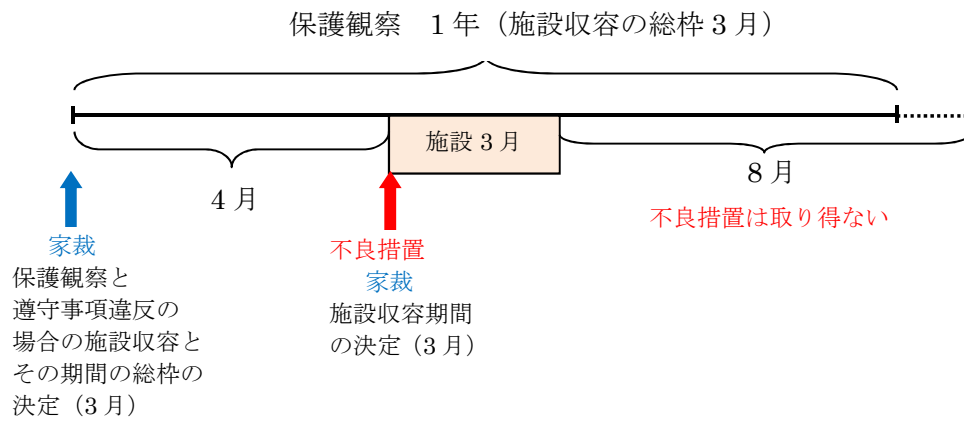 保護観察　1年（施設収容の総枠3月）
施設3月
4月
8月
不良措置は取り得ない
家裁
保護観察と
遵守事項違反の
場合の施設収容と
その期間の総枠の
決定（3月）
不良措置
家裁
施設収容期間
の決定（3月）